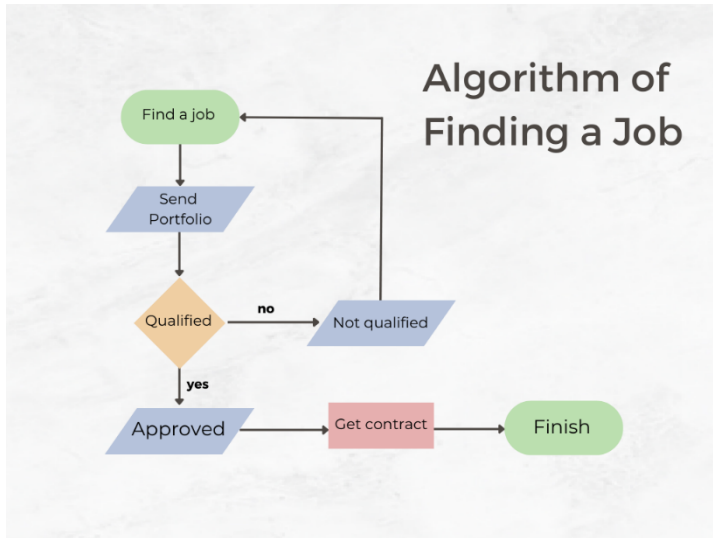 Algorithm of
Finding a Job
Find a job
Send
Portfolio
Qualified
no
Not qualified
yes
Approved
Get contract
Finish